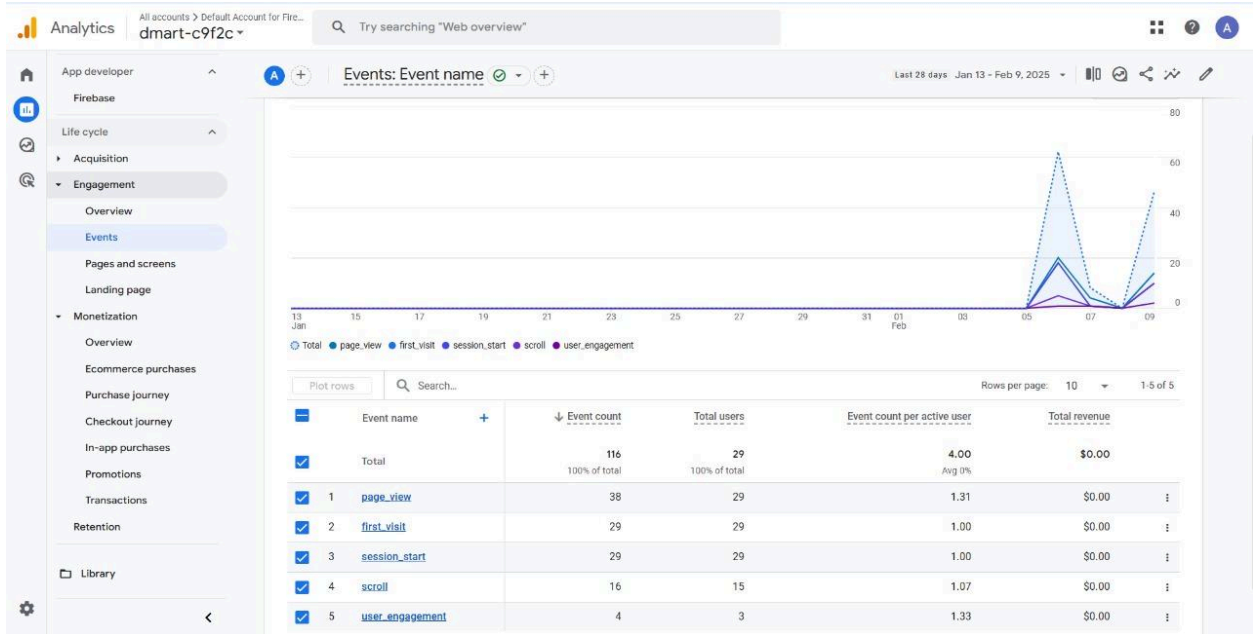 Analytics
All accounts > Default Account for Fire...
dmart-c9f2c
Try searching "Web overview"
A
App developer
Firebase
Life cycle
Acquisition
Engagement
Overview
Events
Pages and screens
Landing page
Monetization
Overview
Ecommerce purchases
Purchase journey
Checkout journey
In-app purchases
Promotions
Transactions
Retention
Library
A
Events: Event name
Last 28 days Jan 13 - Feb 9, 2025
80
60
40
20
0
13 15 17 19 21 23 25 27 29 31 01 03 05 07 09
Jan Feb
Total page_view first_visit session_start scroll user_engagement
Plot rows Search... Rows per page: 10 1-5 of 5
Event name + Event count Total users Event count per active user Total revenue
Total 116 29 4.00 $0.00
100% of total 100% of total Avg 0%
1 page_view 38 29 1.31 $0.00
2 first_visit 29 29 1.00 $0.00
3 session_start 29 29 1.00 $0.00
4 scroll 16 15 1.07 $0.00
5 user_engagement 4 3 1.33 $0.00